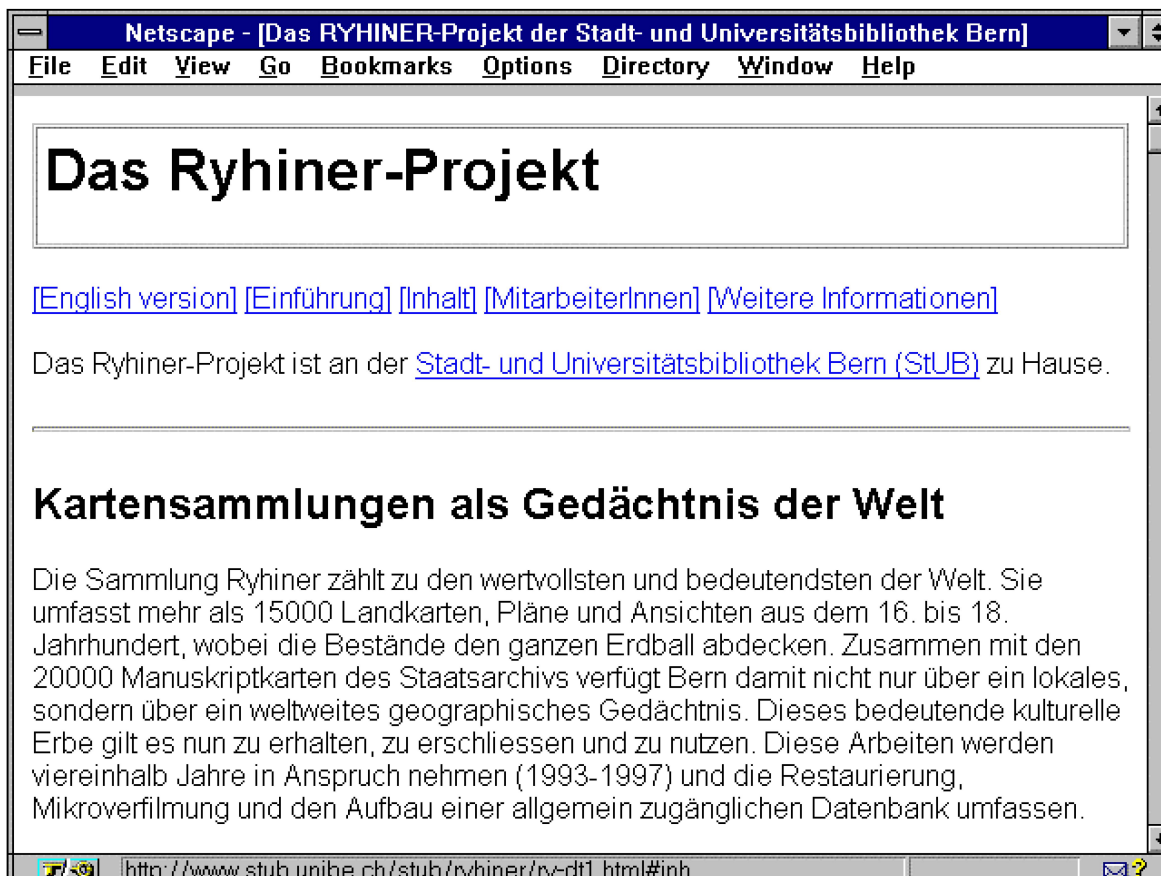 Netscape - [Das RYHINER-Projekt der Stadt- und Universitätsbibliothek Bern]
File Edit View Go Bookmarks Options Directory Window Help
Das Ryhiner-Projekt
[English version] [Einführung] [Inhalt] [MitarbeiterInnen] [Weitere Informationen]
Das Ryhiner-Projekt ist an der Stadt- und Universitätsbibliothek Bern (StUB) zu Hause.
Kartensammlungen als Gedächtnis der Welt
Die Sammlung Ryhiner zählt zu den wertvollsten und bedeutendsten der Welt. Sie
umfasst mehr als 15000 Landkarten, Pläne und Ansichten aus dem 16. bis 18.
Jahrhundert, wobei die Bestände den ganzen Erdball abdecken. Zusammen mit den
20000 Manuskriptkarten des Staatsarchivs verfügt Bern damit nicht nur über ein lokales,
sondern über ein weltweites geographisches Gedächtnis. Dieses bedeutende kulturelle
Erbe gilt es nun zu erhalten, zu erschliessen und zu nutzen. Diese Arbeiten werden
viereinhalb Jahre in Anspruch nehmen (1993-1997) und die Restaurierung,
Mikroverfilmung und den Aufbau einer allgemein zugänglichen Datenbank umfassen.
http://www.stub.unibe.ch/stub/ryhiner/ry-dt1.html#inh